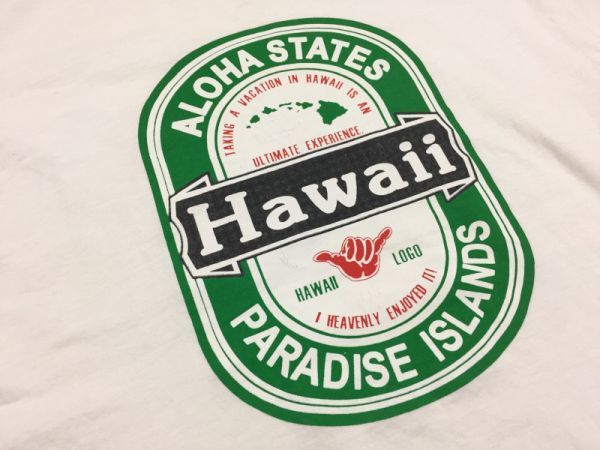 ALOHA STATES
TAKING A VACATION IN HAWAII IS AN
ULTIMATE EXPERIENCE..
Hawaii
HAWAII LOGO
I HEAVENLY ENJOYED IT!
PARADISE ISLANDS